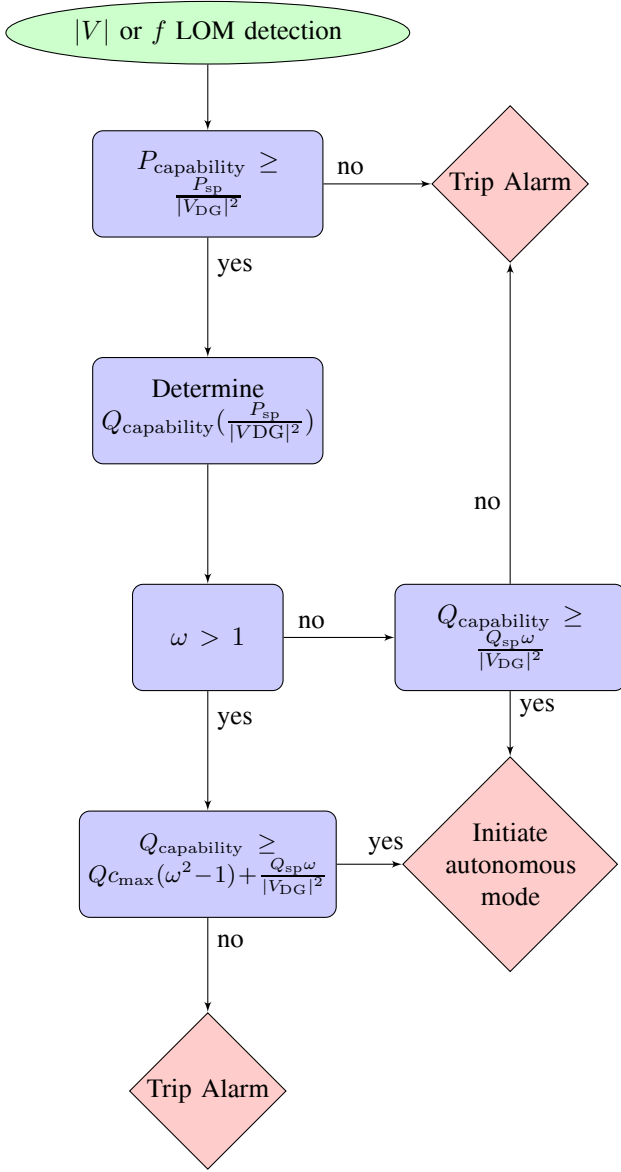 |V| or f LOM detection
P_capability ≥
P_sp / |V_DG|^2
no
Trip Alarm
yes
Determine
Q_capability(P_sp / |VDG|^2)
no
ω > 1
no
Q_capability ≥
Q_sp ω / |V_DG|^2
yes
yes
Q_capability ≥
Qc_max(ω^2−1)+Q_sp ω / |V_DG|^2
yes
Initiate
autonomous
mode
no
Trip Alarm